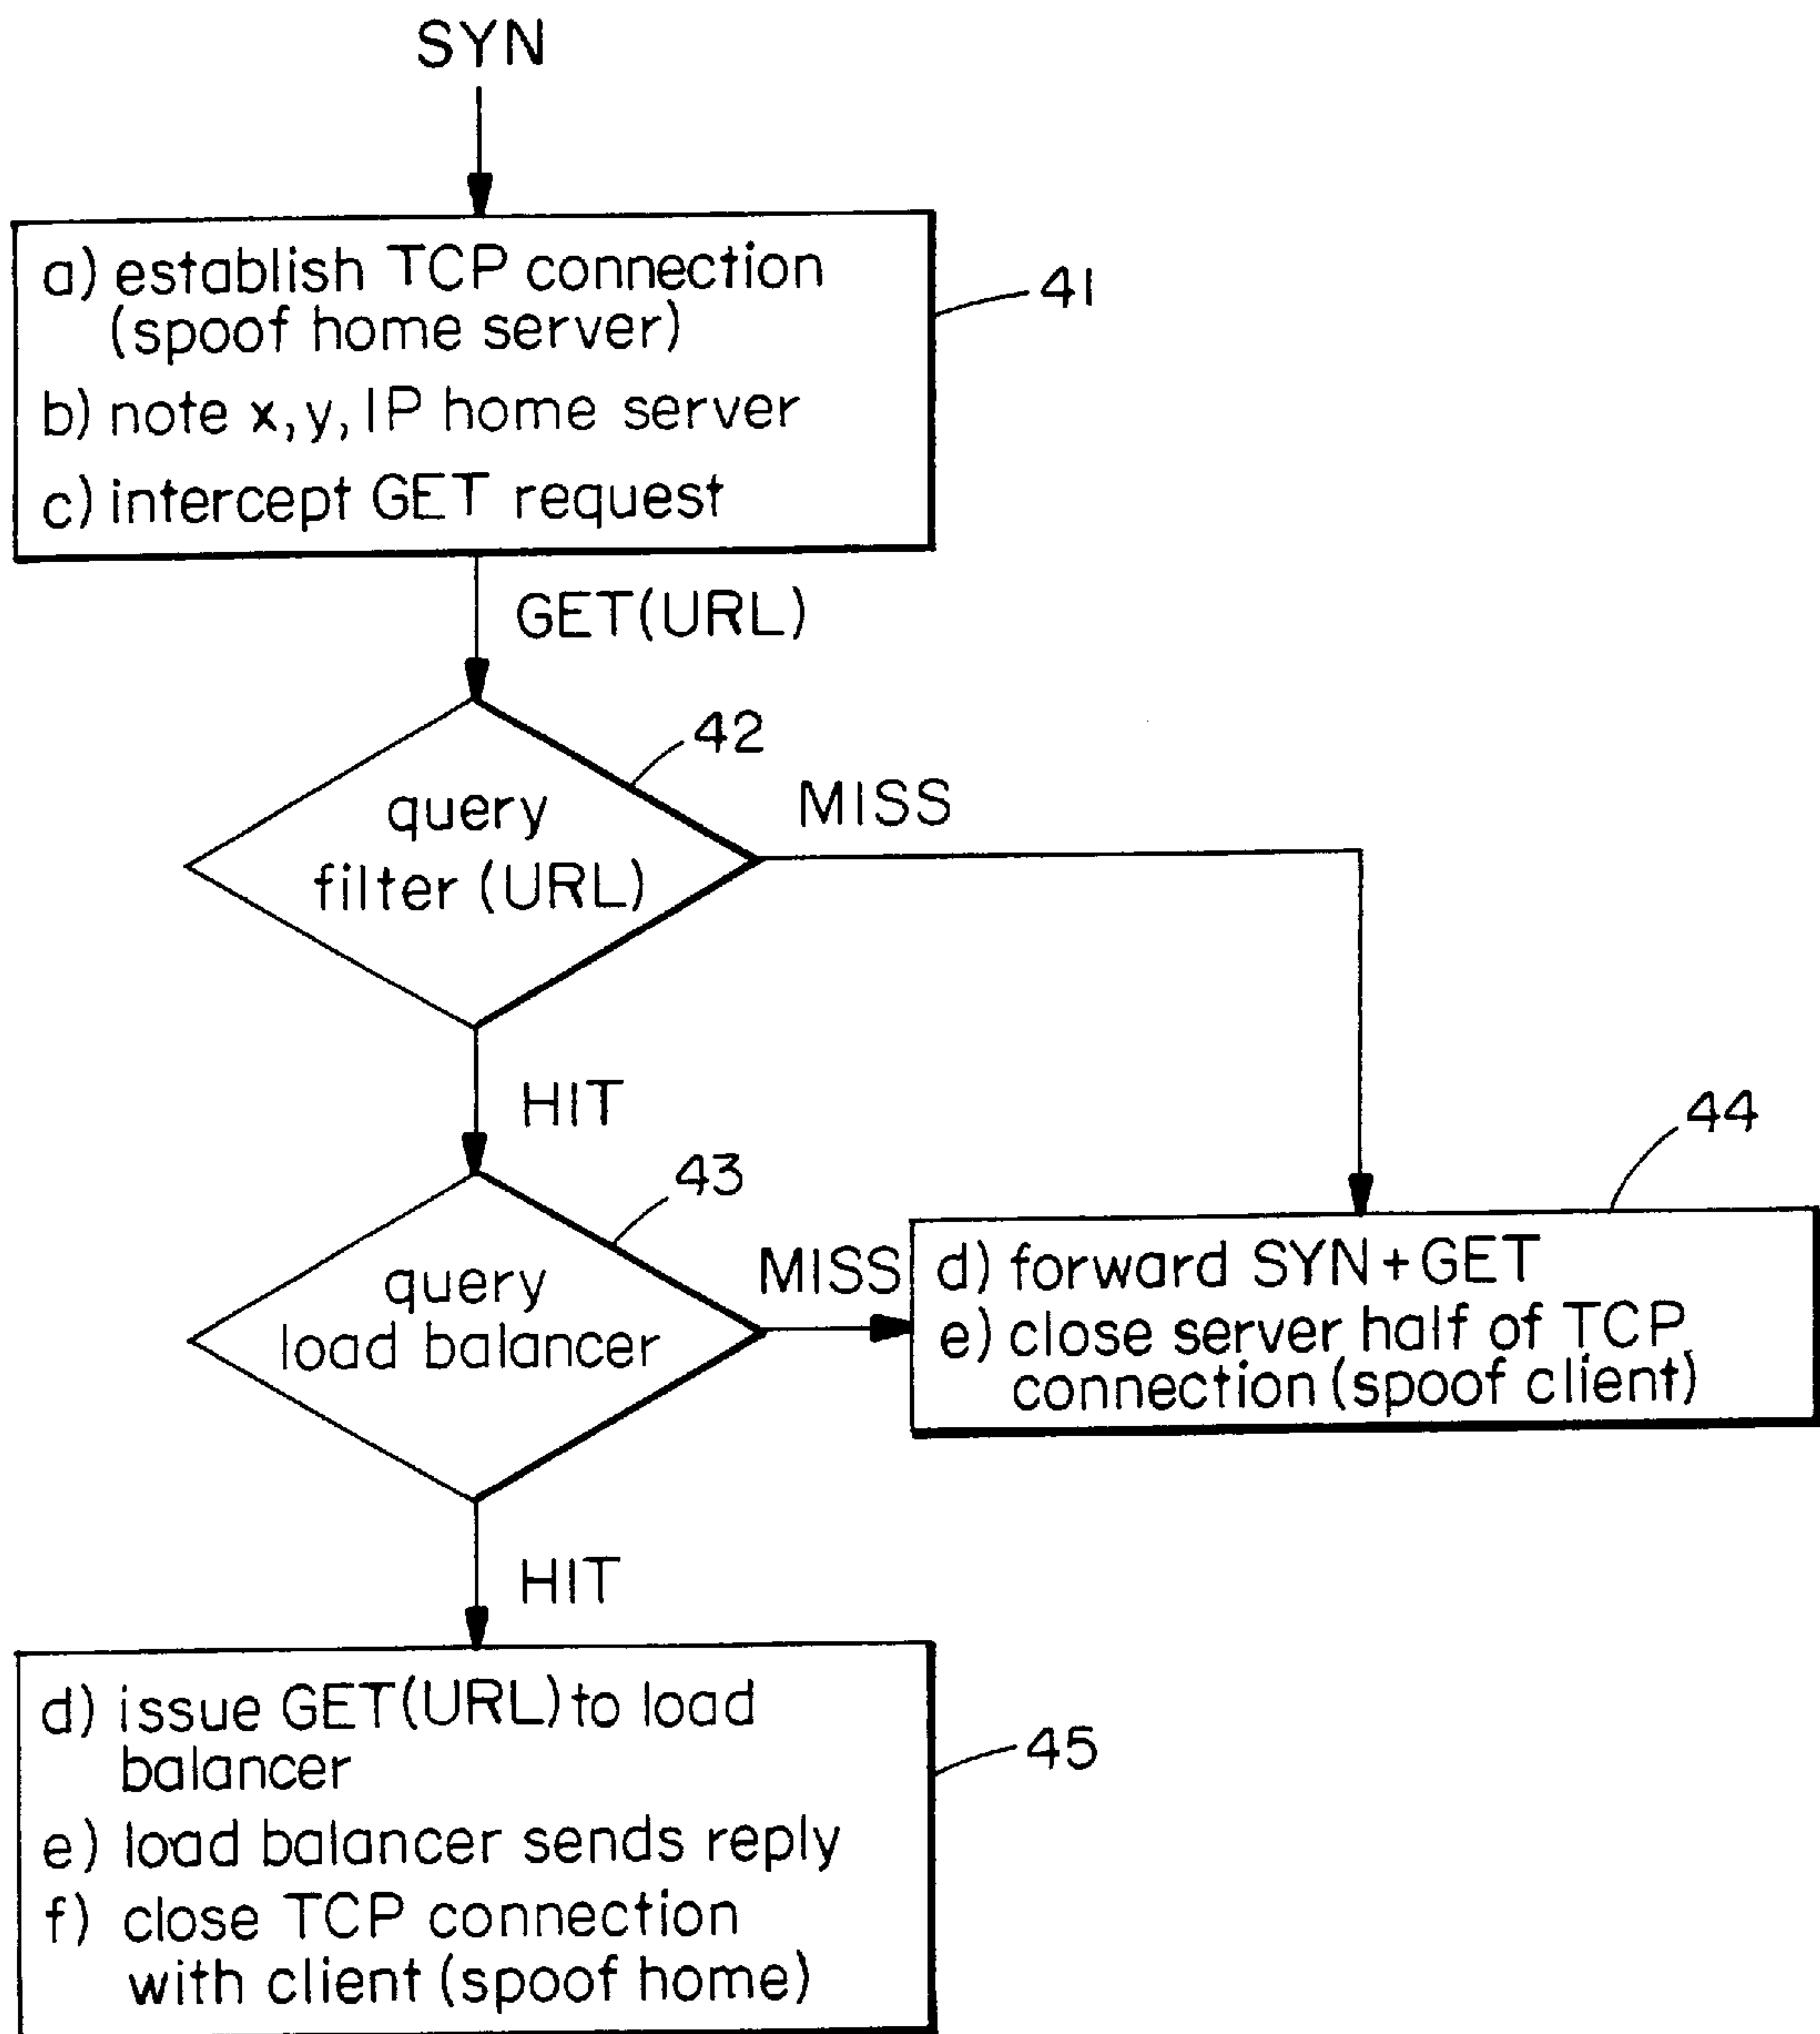 SYN
a) establish TCP connection
(spoof home server)
b) note x, y, IP home server
c) intercept GET request
41
GET(URL)
42
query
filter (URL)
MISS
HIT
43
query
load balancer
MISS
44
d) forward SYN + GET
e) close server half of TCP
connection (spoof client)
HIT
d) issue GET(URL) to load
balancer
e) load balancer sends reply
f) close TCP connection
with client (spoof home)
45